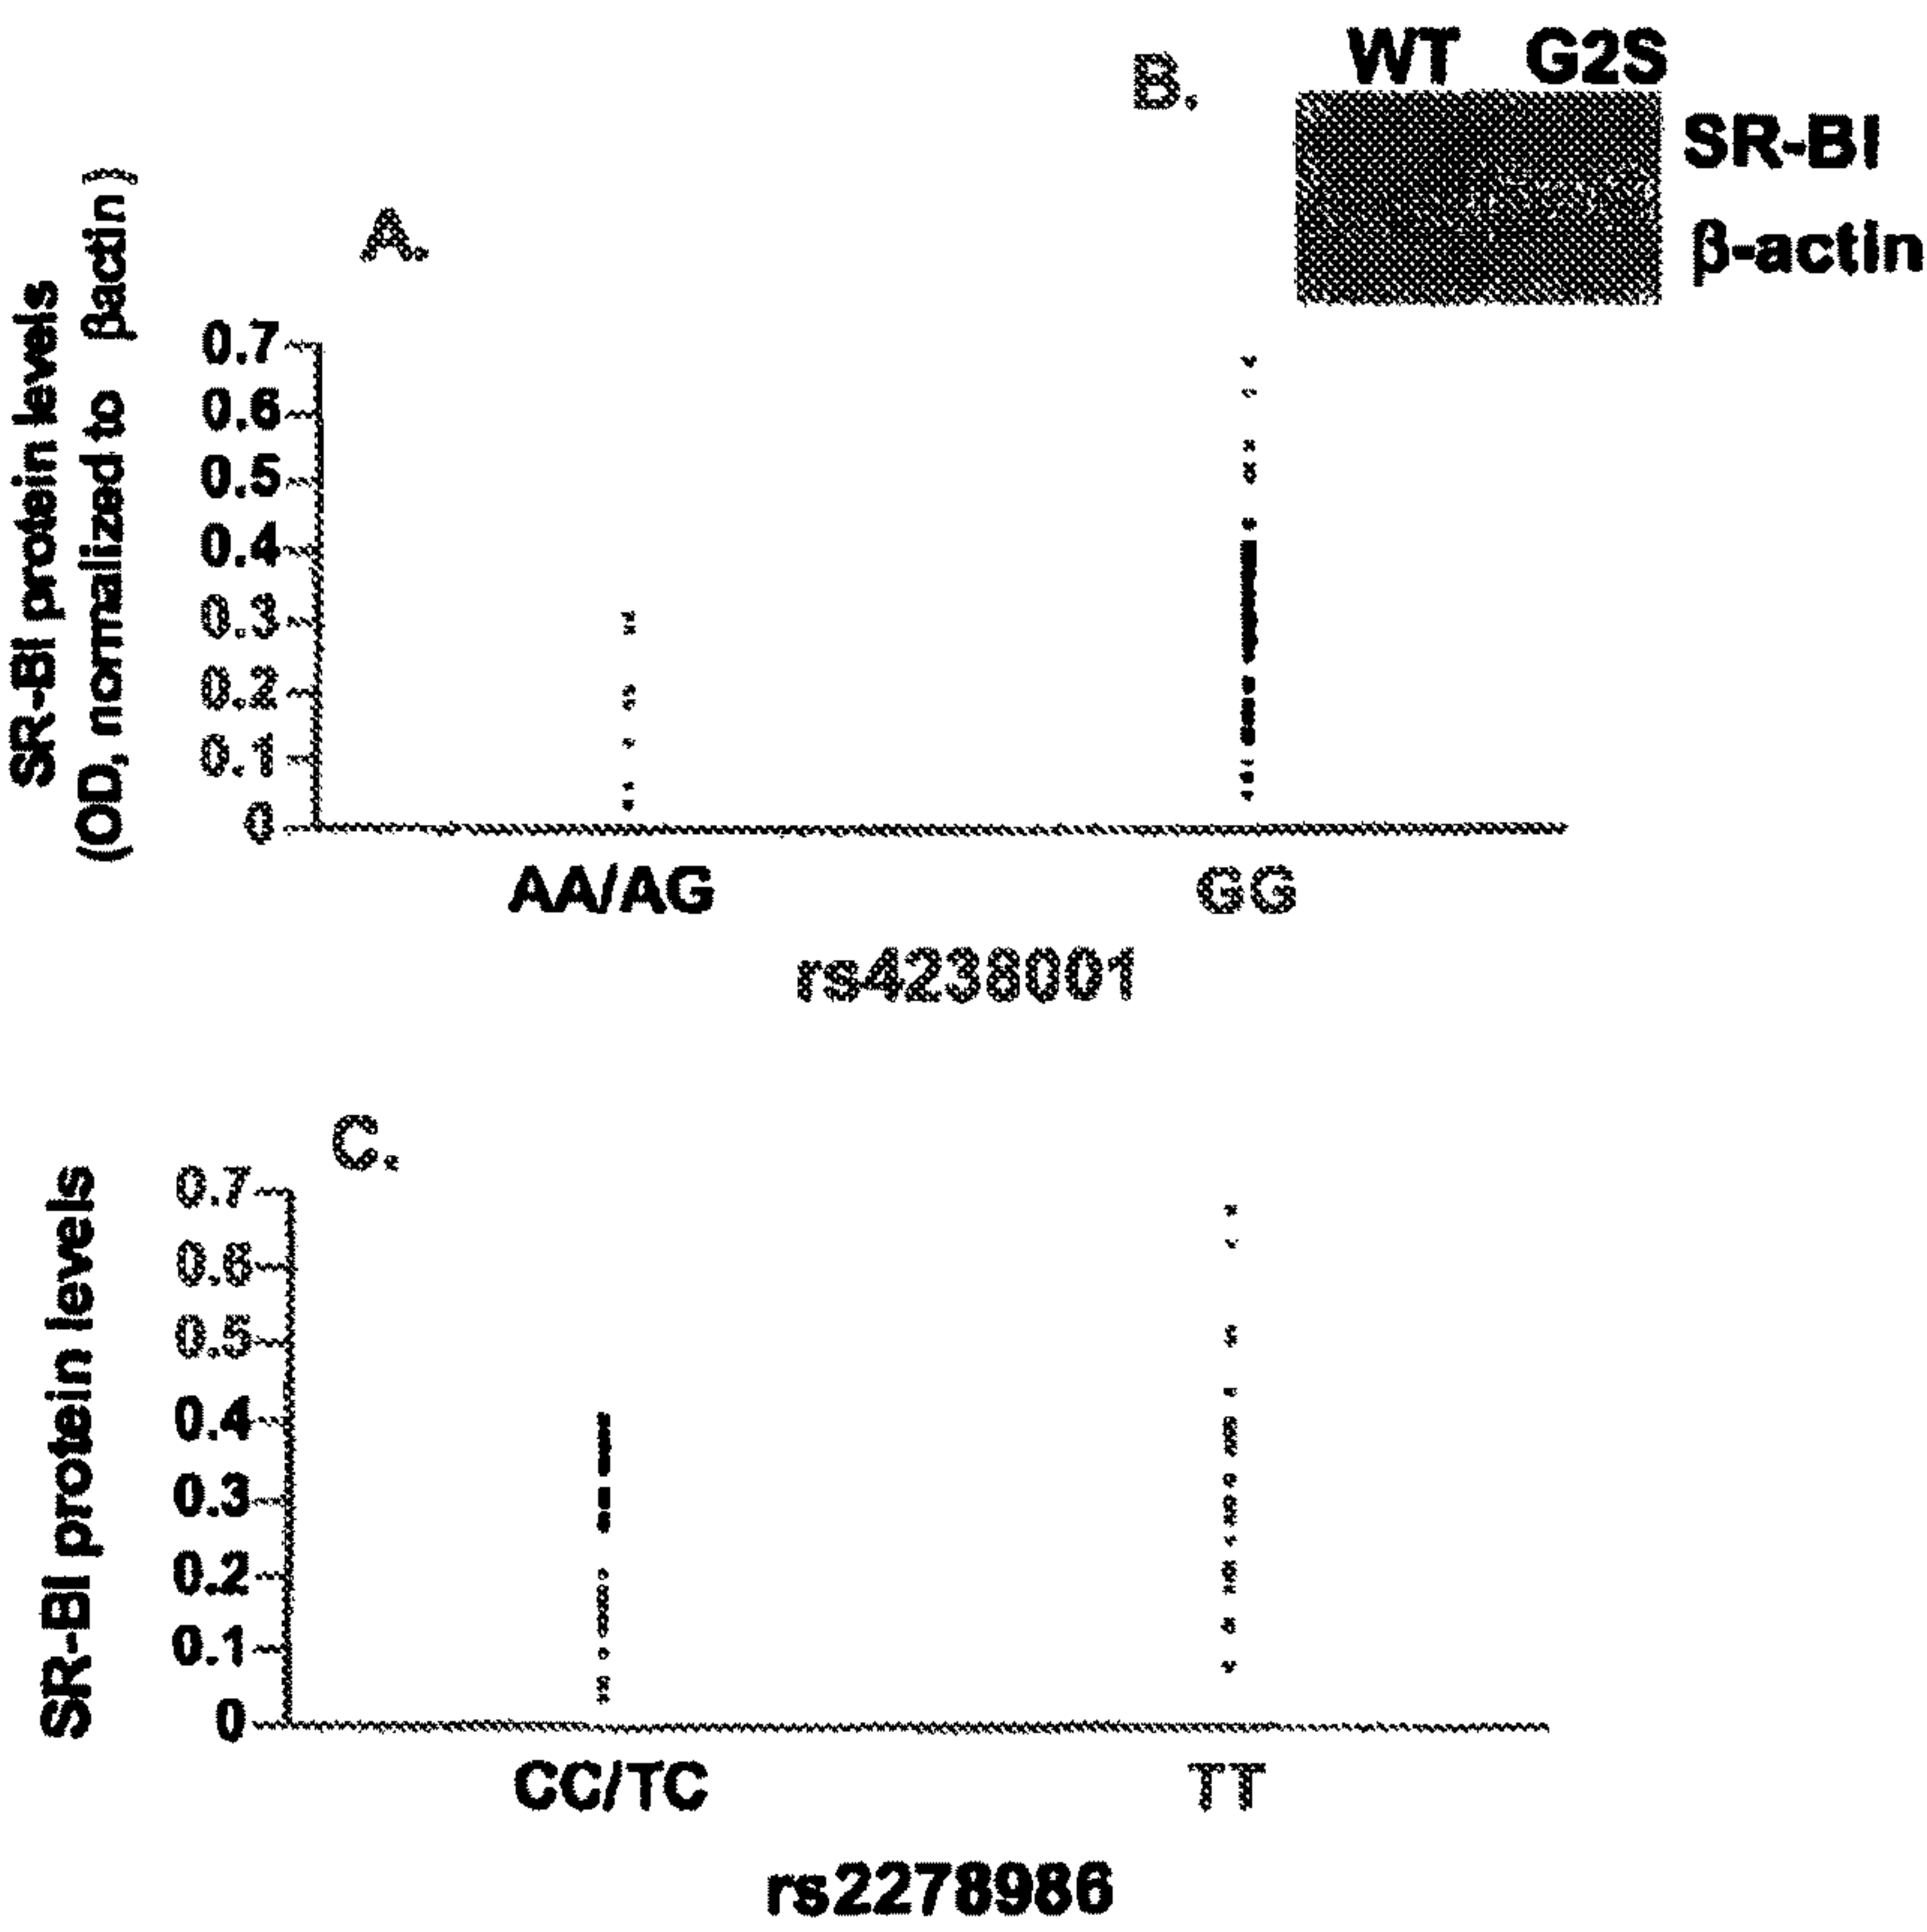 B.
WT G2S
SR-BI
β-actin
A.
SR-BI protein levels
(OD, normalized to βactin)
0.7
0.6
0.5
0.4
0.3
0.2
0.1
0
AA/AG GG
rs4238001
C.
SR-BI protein levels
0.7
0.6
0.5
0.4
0.3
0.2
0.1
0
CC/TC TT
rs2278986